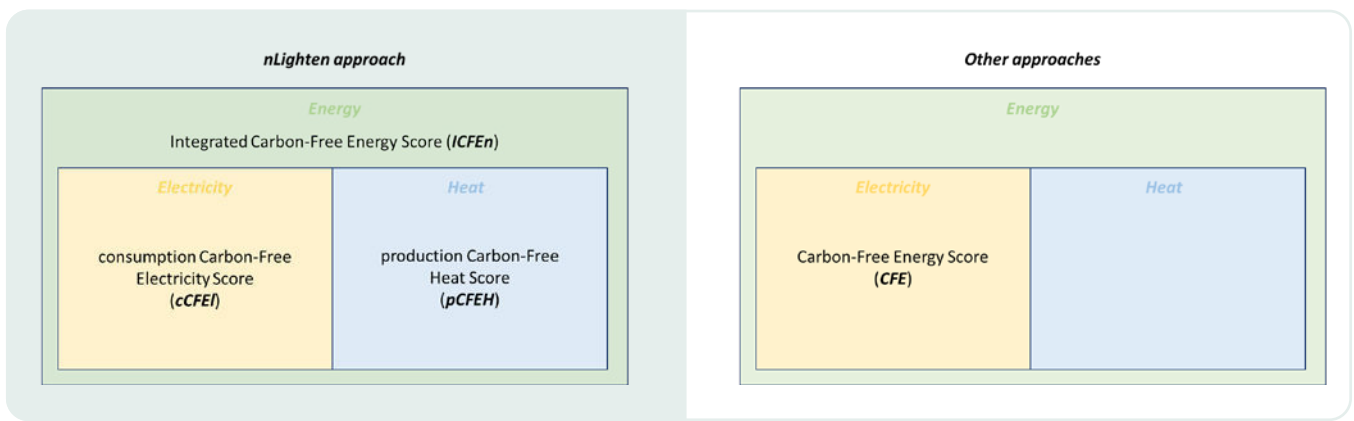 nLighten approach
Energy
Integrated Carbon-Free Energy Score (ICFEn)
Electricity
consumption Carbon-Free
Electricity Score
(cCFEl)
Heat
production Carbon-Free
Heat Score
(pCFEH)
Other approaches
Energy
Electricity
Carbon-Free Energy Score
(CFE)
Heat